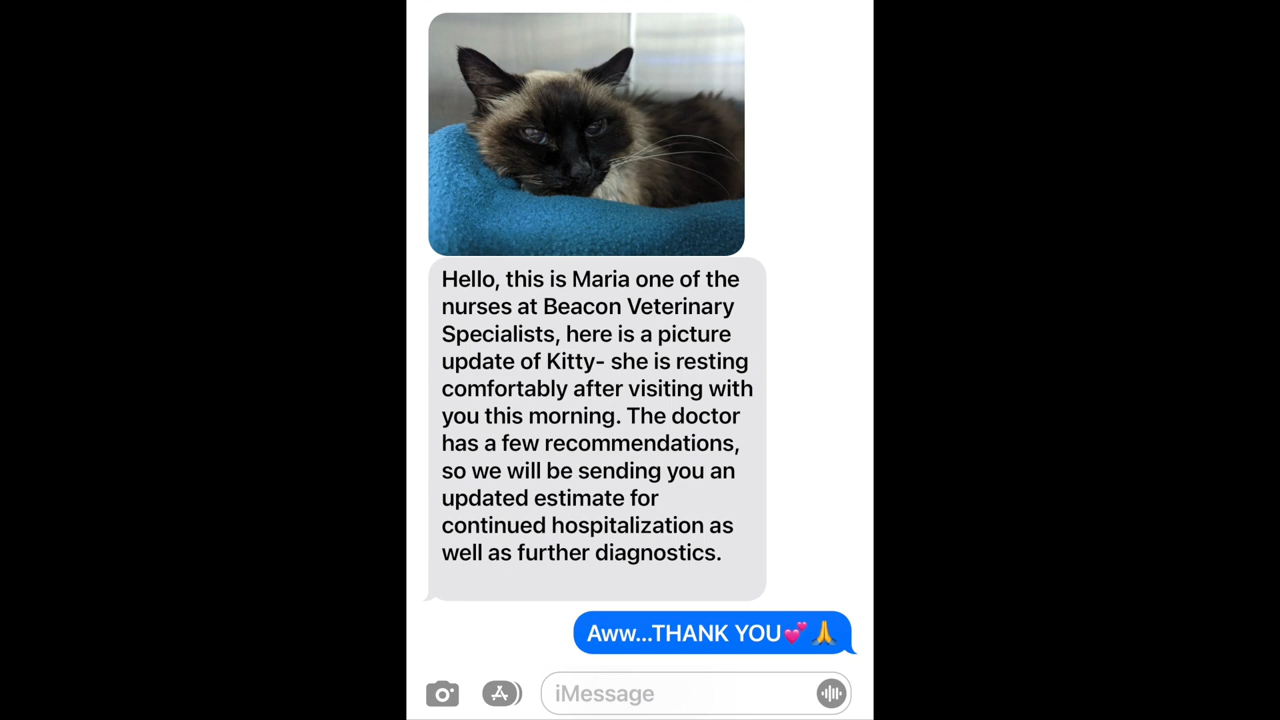 Hello, this is Maria one of the
nurses at Beacon Veterinary
Specialists, here is a picture
update of Kitty- she is resting
comfortably after visiting with
you this morning. The doctor
has a few recommendations,
so we will be sending you an
updated estimate for
continued hospitalization as
well as further diagnostics.
Aww...THANK YOU💕🙏
iMessage